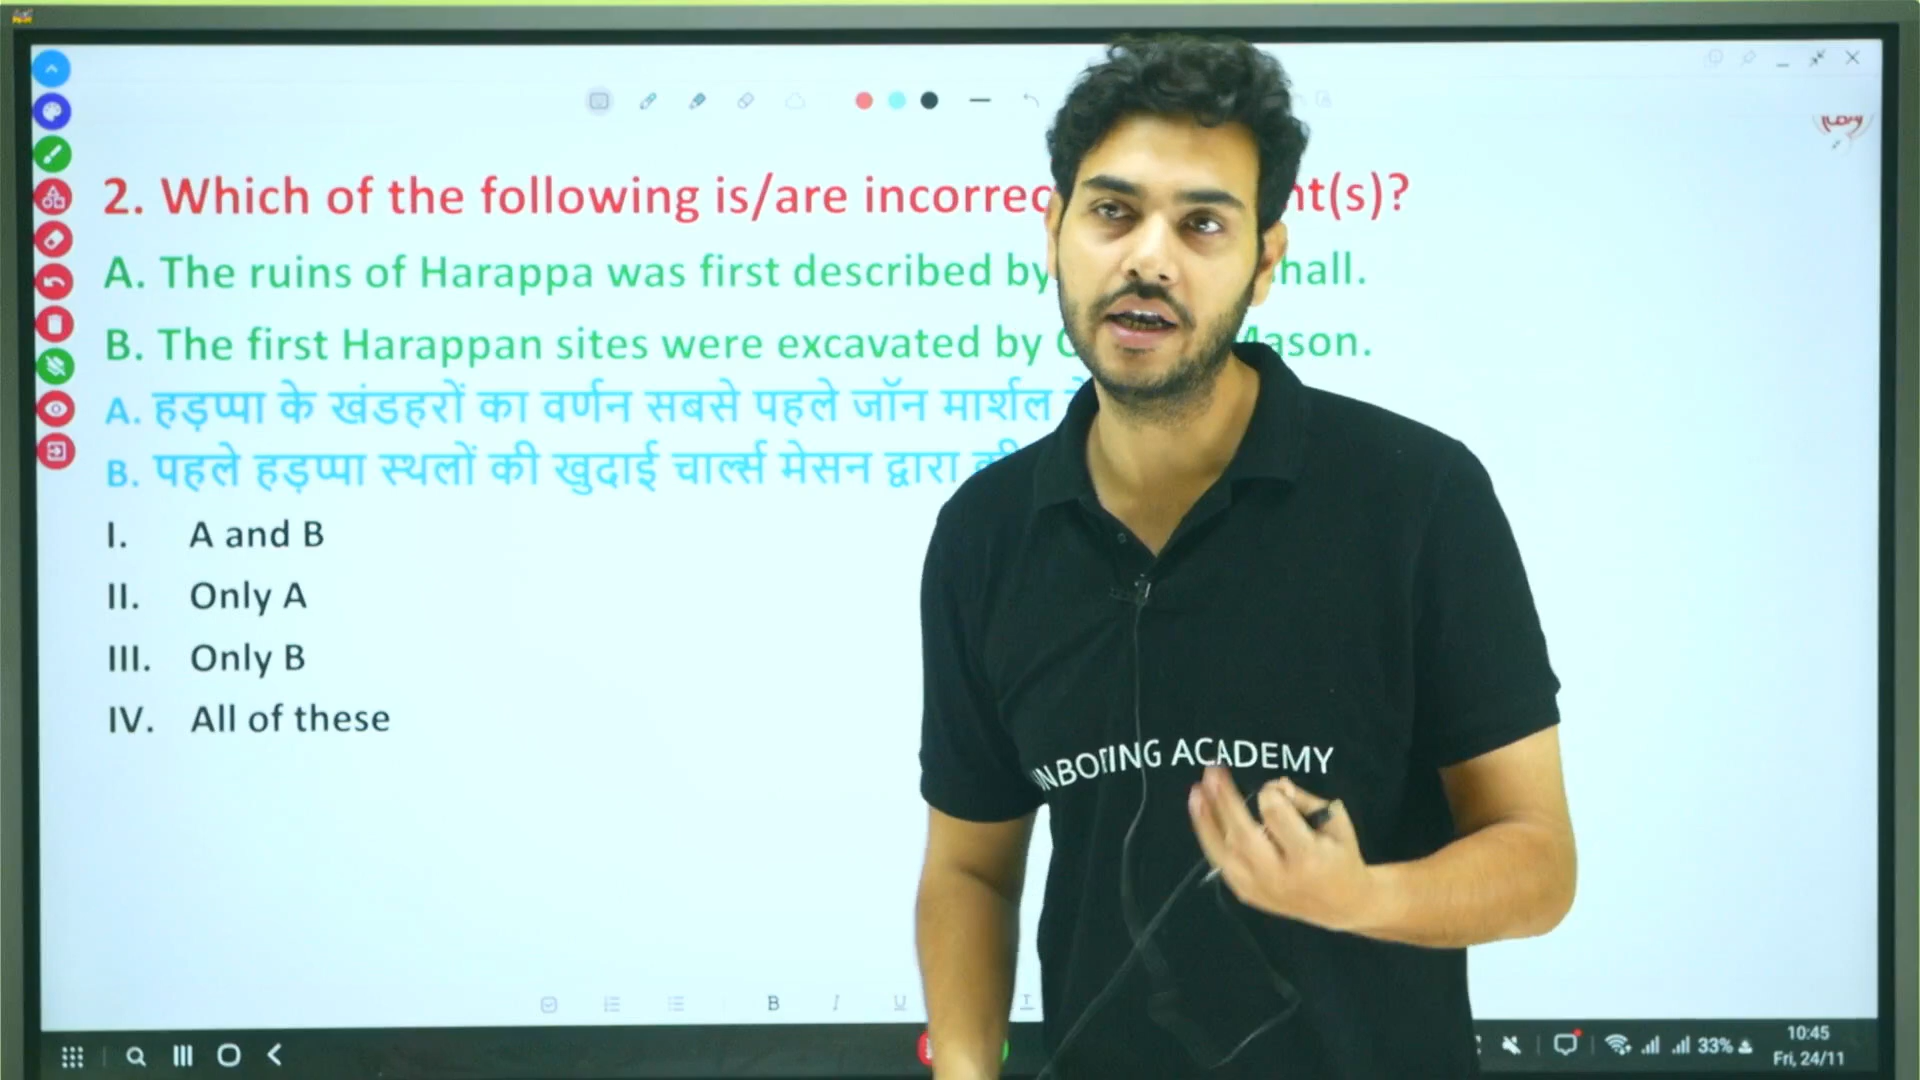 2. Which of the following is/are nt(s)?
A. The ruins of Harappa was first described by hall.
B. The first Harappan sites were excavated by Mason.
A. हड़प्पा के खंडहरों का वर्णन सबसे पहले जॉन मार्शल
B. पहले हड़प्पा स्थलों की खुदाई चार्ल्स मेसन द्वारा
I. A and B
II. Only A
III. Only B
IV. All of these
ACADEMY
B I U T
33%
10:45
Fri, 24/11